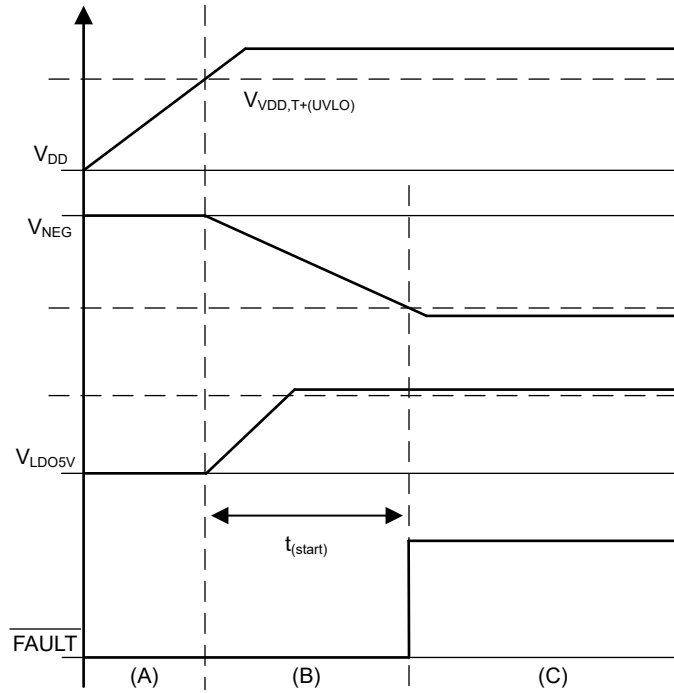 V_VDD,T+(UVLO)
V_DD
V_NEG
V_LDO5V
t_(start)
FAULT
(A) (B) (C)